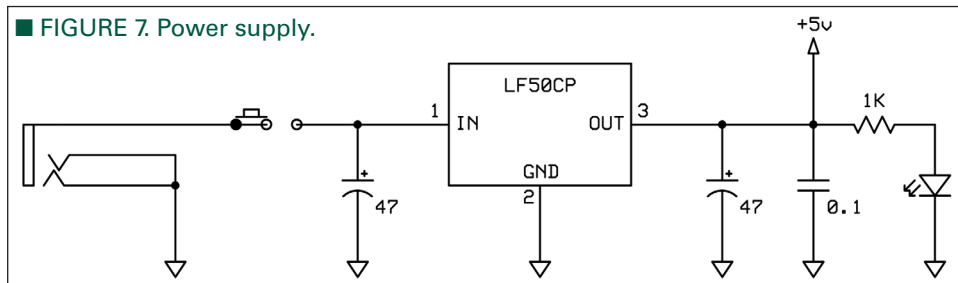 ■ FIGURE 7. Power supply.
+5v
LF50CP
1K
1
3
IN
OUT
GND
2
+
47
+
47
0.1